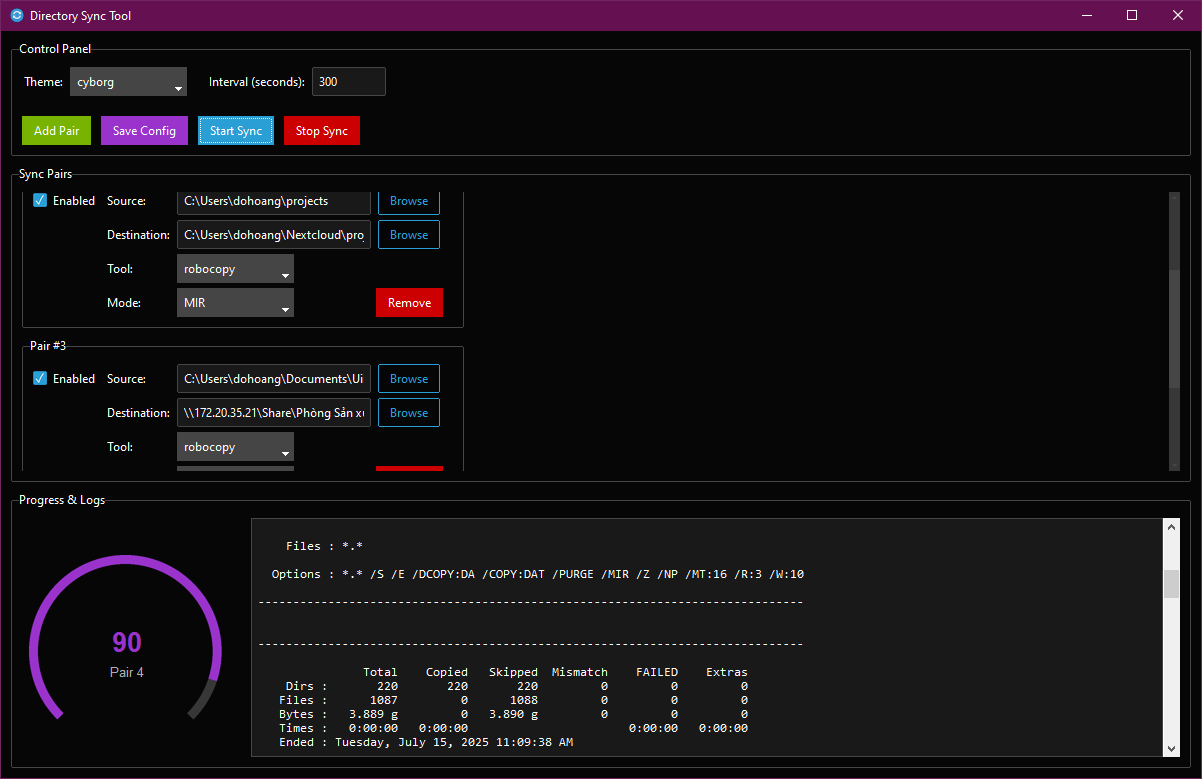 Directory Sync Tool
Control Panel
Theme: cyborg Interval (seconds): 300
Add Pair Save Config Start Sync Stop Sync
Sync Pairs
Enabled Source: C:\Users\dohoang\projects Browse
Destination: C:\Users\dohoang\Nextcloud\proj Browse
Tool: robocopy
Mode: MIR Remove
Pair #3
Enabled Source: C:\Users\dohoang\Documents\Ui Browse
Destination: \\172.20.35.21\Share\Phòng Sản xu Browse
Tool: robocopy
Progress & Logs
90
Pair 4
Files : *.*
Options : *.* /S /E /DCOPY:DA /COPY:DAT /PURGE /MIR /Z /NP /MT:16 /R:3 /W:10
------------------------------------------------------------------------------
------------------------------------------------------------------------------
Total Copied Skipped Mismatch FAILED Extras
Dirs : 220 220 220 0 0 0
Files : 1087 0 1088 0 0 0
Bytes : 3.889 g 0 3.890 g 0 0 0
Times : 0:00:00 0:00:00 0:00:00 0:00:00
Ended : Tuesday, July 15, 2025 11:09:38 AM